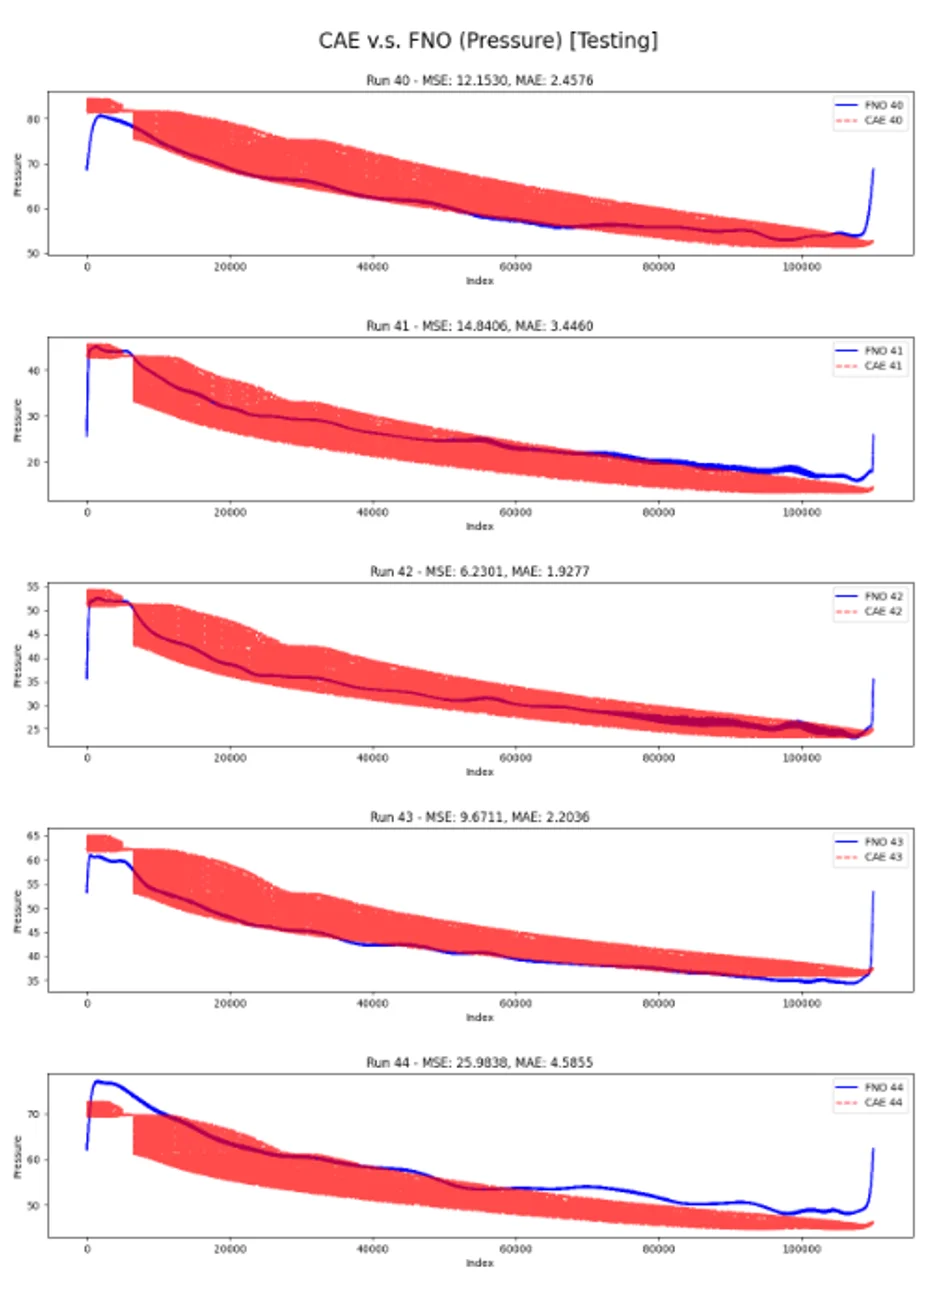 CAE v.s. FNO (Pressure) [Testing]
Run 40 - MSE: 12.1530, MAE: 2.4576
FNO 40
CAE 40
80
70
60
50
Pressure
0 20000 40000 60000 80000 100000
Index
Run 41 - MSE: 14.8406, MAE: 3.4460
FNO 41
CAE 41
40
30
20
Pressure
0 20000 40000 60000 80000 100000
Index
Run 42 - MSE: 6.2301, MAE: 1.9277
FNO 42
CAE 42
55
50
45
40
35
30
25
Pressure
0 20000 40000 60000 80000 100000
Index
Run 43 - MSE: 9.6711, MAE: 2.2036
FNO 43
CAE 43
65
60
55
50
45
40
35
Pressure
0 20000 40000 60000 80000 100000
Index
Run 44 - MSE: 25.9838, MAE: 4.5855
FNO 44
CAE 44
70
60
50
Pressure
0 20000 40000 60000 80000 100000
Index